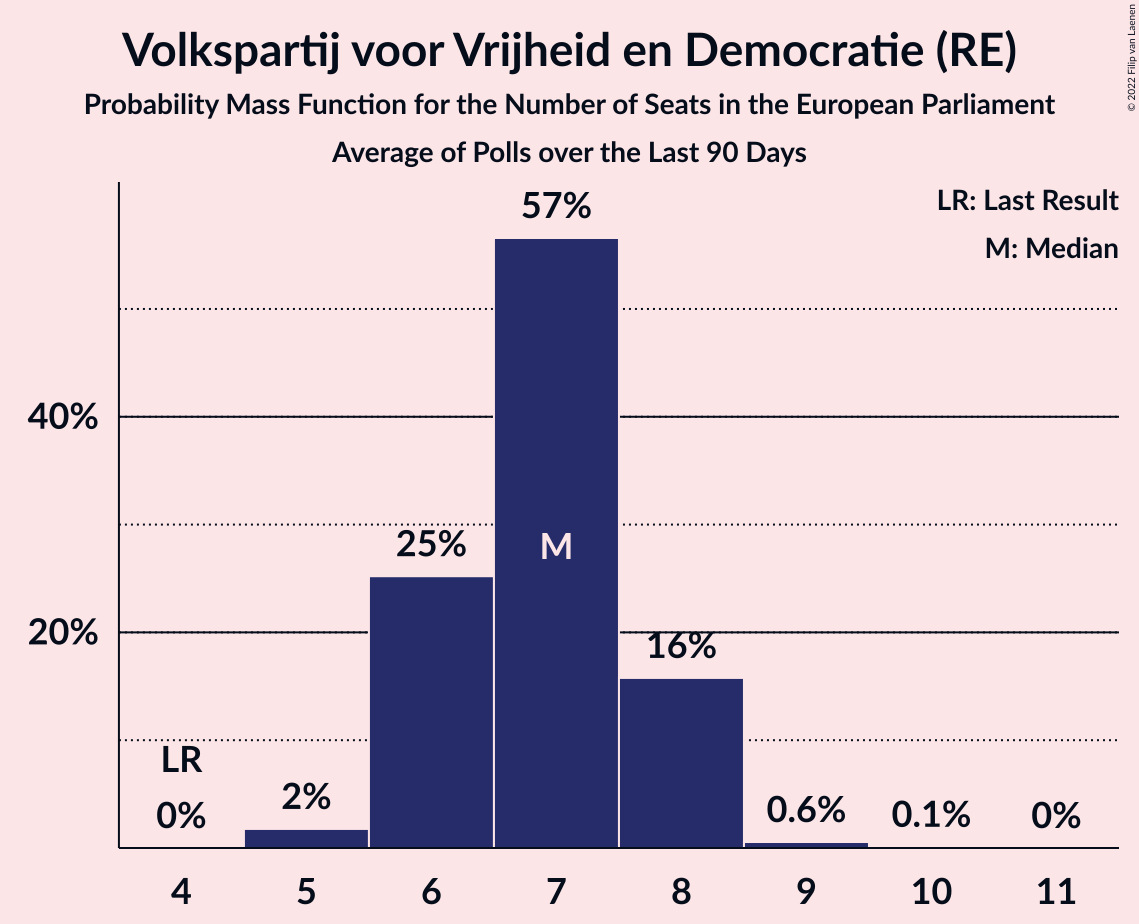 Volkspartij voor Vrijheid en Democratie (RE)
Probability Mass Function for the Number of Seats in the European Parliament
Average of Polls over the Last 90 Days
© 2022 Filip van Laenen
LR: Last Result
M: Median
57%
40%
25%
M
20%
16%
LR
0%
2%
0.6%
0.1%
0%
4 5 6 7 8 9 10 11